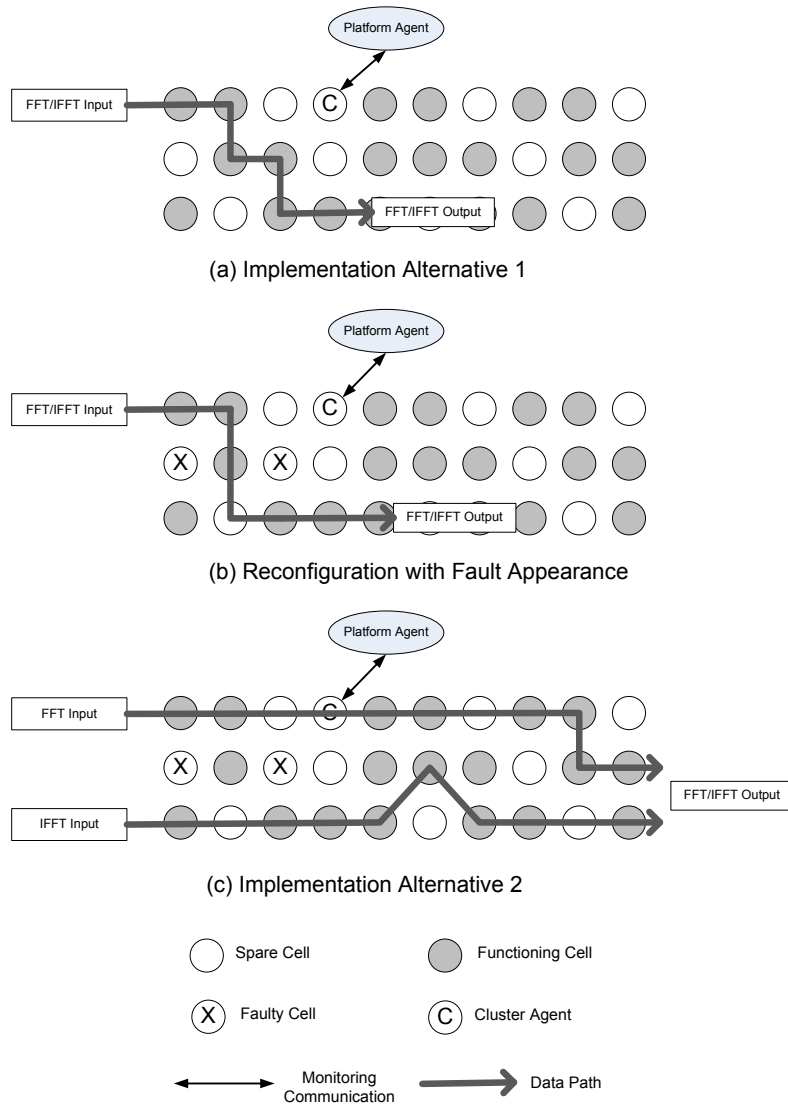 Platform Agent
FFT/IFFT Input
C
FFT/IFFT Output
(a) Implementation Alternative 1
Platform Agent
FFT/IFFT Input
C
X
X
FFT/IFFT Output
(b) Reconfiguration with Fault Appearance
Platform Agent
FFT Input
C
X
X
FFT/IFFT Output
IFFT Input
(c) Implementation Alternative 2
Spare Cell
Functioning Cell
X
Faulty Cell
C
Cluster Agent
Monitoring
Communication
Data Path